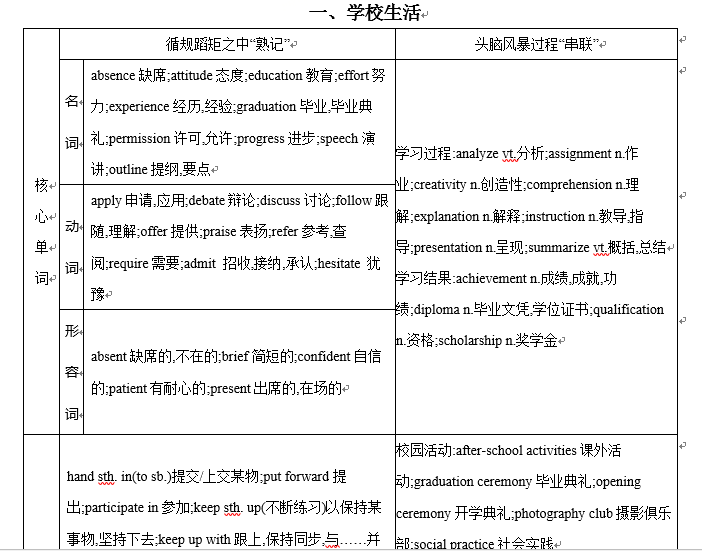 一、学校生活
循规蹈矩之中“熟记”
头脑风暴过程“串联”
核
心
单
词
名
词
absence 缺席;attitude 态度;education 教育;effort 努
力;experience 经历,经验;graduation 毕业,毕业典
礼;permission 许可,允许;progress 进步;speech 演
讲;outline 提纲,要点
动
词
apply 申请,应用;debate 辩论;discuss 讨论;follow 跟
随,理解;offer 提供;praise 表扬;refer 参考,查
阅;require 需要;admit 招收,接纳,承认;hesitate 犹
豫
形
容
词
absent 缺席的,不在的;brief 简短的;confident 自信
的;patient 有耐心的;present 出席的,在场的
学习过程:analyze vt.分析;assignment n.作
业;creativity n.创造性;comprehension n.理
解;explanation n.解释;instruction n.教导,指
导;presentation n.呈现;summarize vt.概括,总结
学习结果:achievement n.成绩,成就,功
绩;diploma n.毕业文凭,学位证书;qualification
n.资格;scholarship n.奖学金
hand sth. in(to sb.)提交/上交某物;put forward 提
出;participate in 参加;keep sth. up(不断练习)以保持某
事物,坚持下去;keep up with 跟上,保持同步,与……并
校园活动:after-school activities 课外活
动;graduation ceremony 毕业典礼;opening
ceremony 开学典礼;photography club 摄影俱乐
部;social practice 社会实践